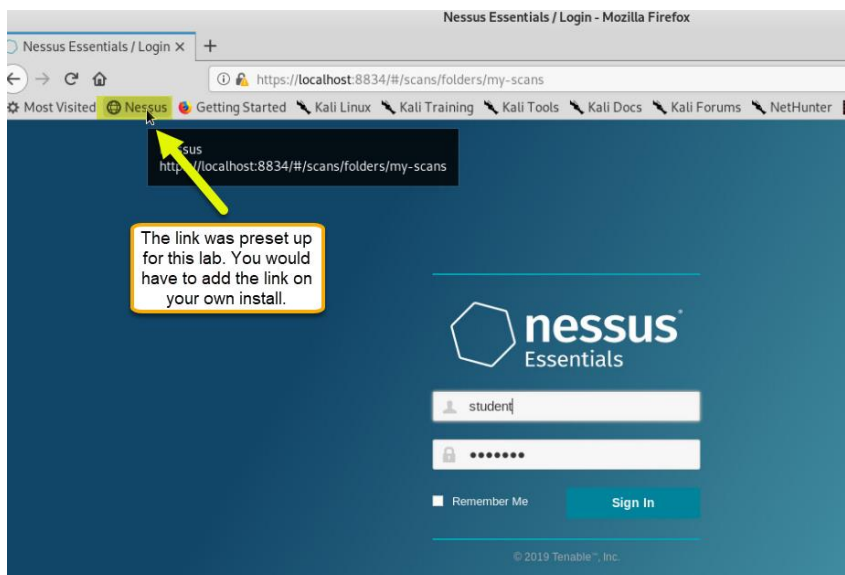 Nessus Essentials / Login - Mozilla Firefox
Nessus Essentials / Login × +
https://localhost:8834/#/scans/folders/my-scans
Most Visited Nessus Getting Started Kali Linux Kali Training Kali Tools Kali Docs Kali Forums NetHunter
https://localhost:8834/#/scans/folders/my-scans
The link was preset up
for this lab. You would
have to add the link on
your own install.
nessus
Essentials
student
•••••••
Remember Me Sign In
© 2019 Tenable™, Inc.